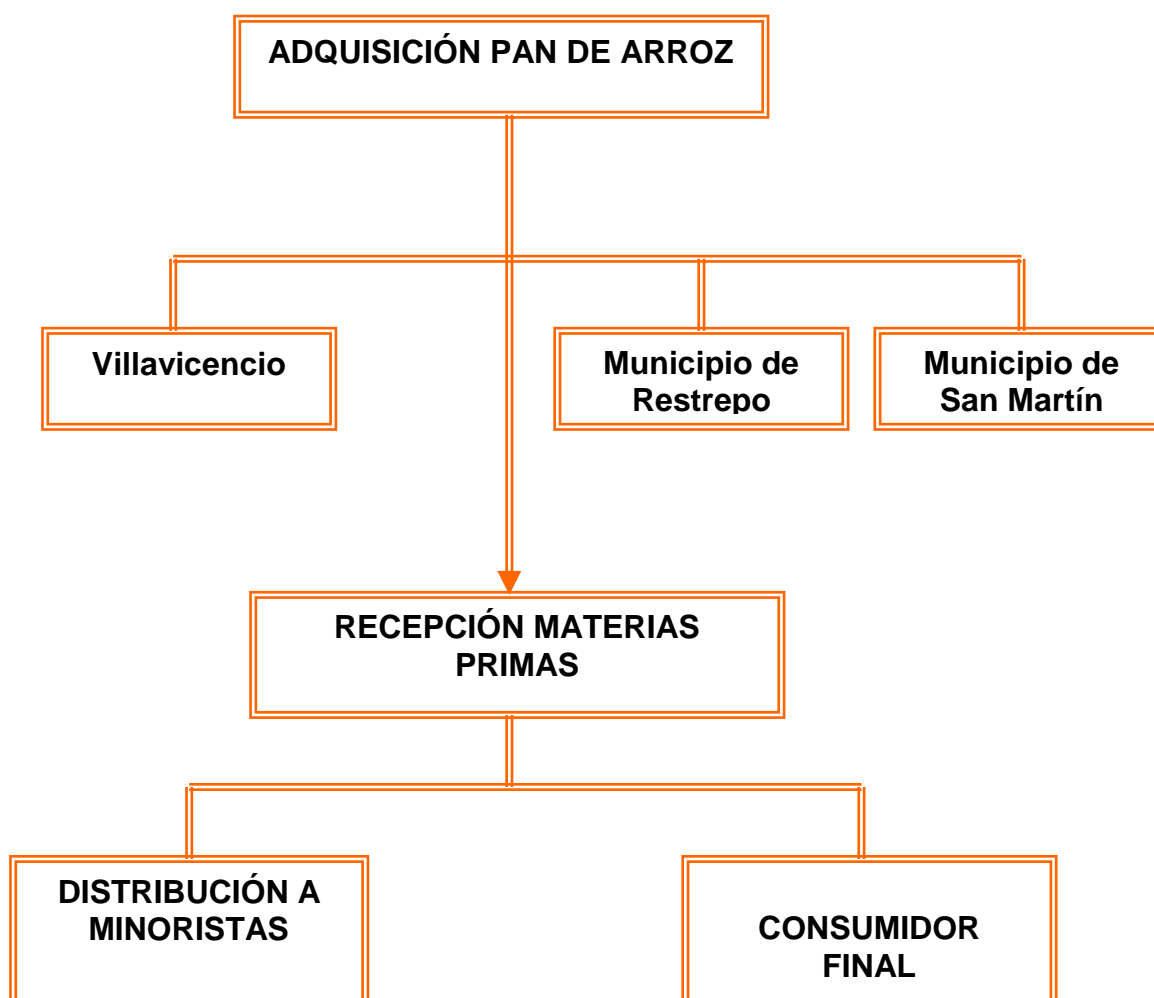 ADQUISICIÓN PAN DE ARROZ
Villavicencio
Municipio de
Restrepo
Municipio de
San Martín
RECEPCIÓN MATERIAS
PRIMAS
DISTRIBUCIÓN A
MINORISTAS
CONSUMIDOR
FINAL